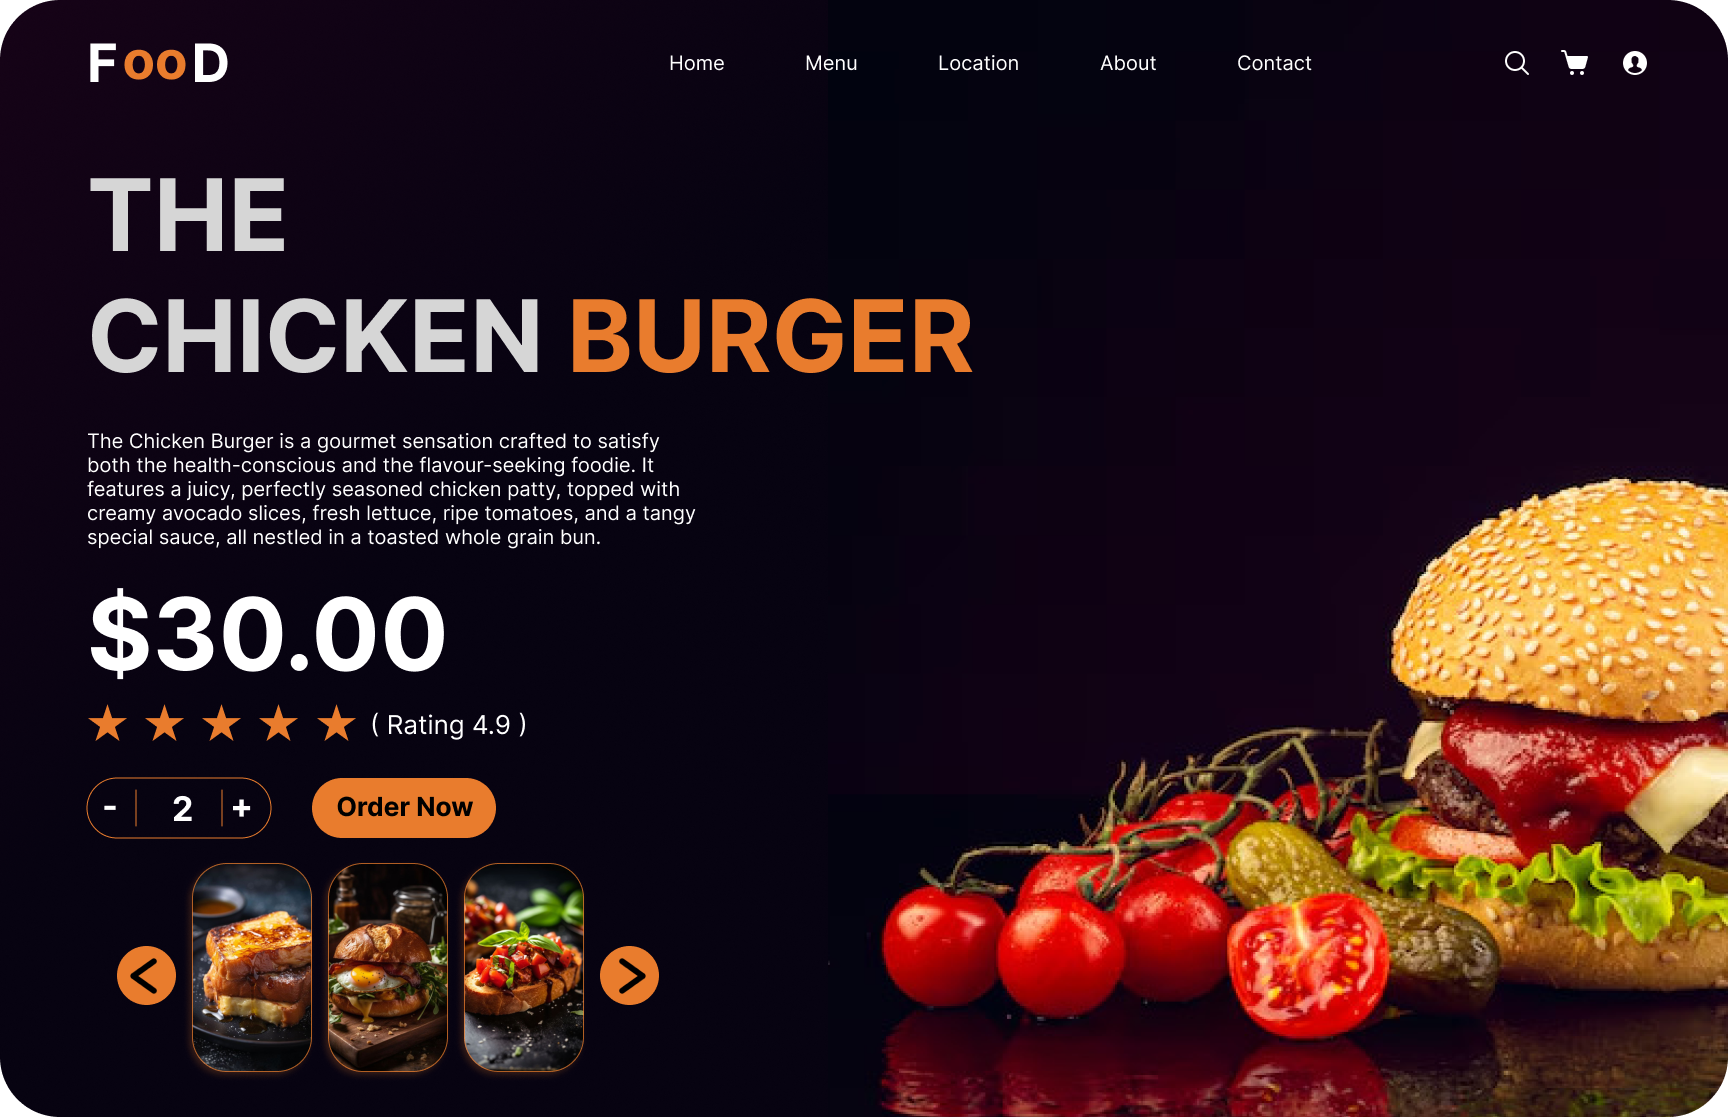 FooD
Home Menu Location About Contact
THE
CHICKEN BURGER
The Chicken Burger is a gourmet sensation crafted to satisfy
both the health-conscious and the flavour-seeking foodie. It
features a juicy, perfectly seasoned chicken patty, topped with
creamy avocado slices, fresh lettuce, ripe tomatoes, and a tangy
special sauce, all nestled in a toasted whole grain bun.
$30.00
( Rating 4.9 )
- 2 + Order Now